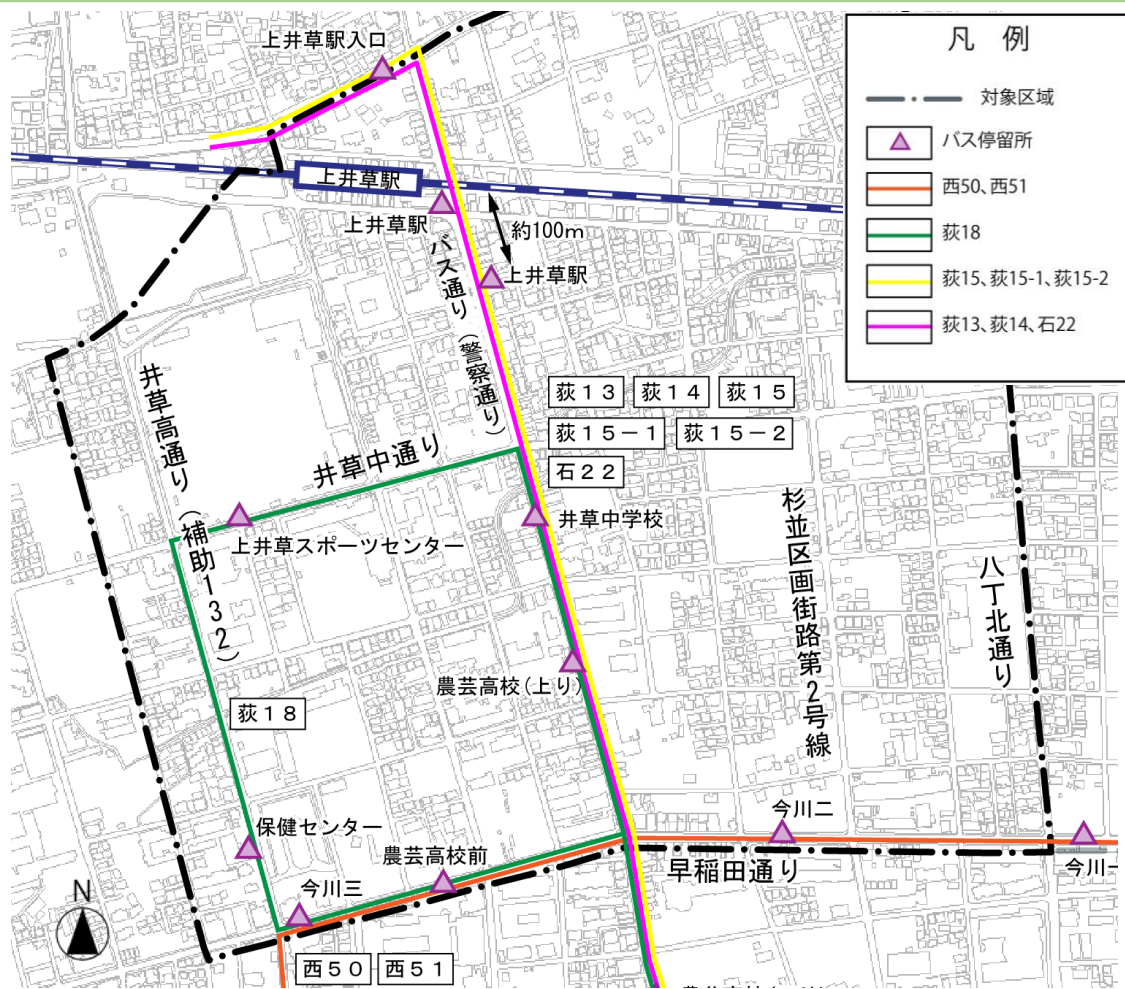 凡 例
対象区域
バス停留所
西50、西51
荻18
荻15、荻15-1、荻15-2
荻13、荻14、石22
上井草駅入口
上井草駅
上井草駅
約100m
上井草駅
バス通り(警察通り)
井草高通り(補助132)
井草中通り
荻13 荻14 荻15
荻15-1 荻15-2
石22
井草中学校
上井草スポーツセンター
杉並区画街路第2号線
八丁北通り
農芸高校(上り)
荻18
保健センター
農芸高校前
今川三
今川二
早稲田通り
今川一
N
西50 西51